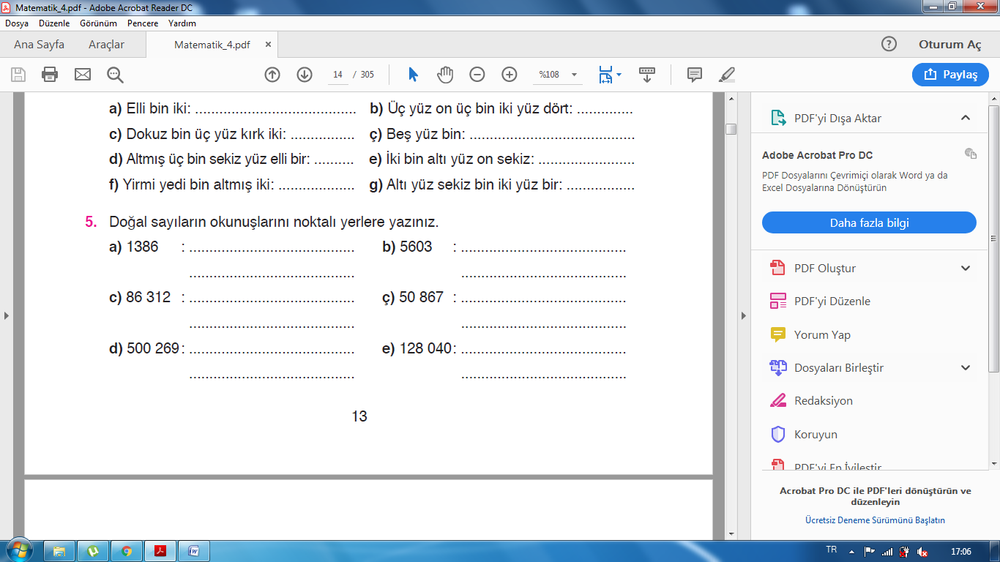 Matematik_4.pdf - Adobe Acrobat Reader DC
Dosya Düzenle Görünüm Pencere Yardım
Ana Sayfa Araçlar Matematik_4.pdf × ? Oturum Aç
14 / 305 %108 Paylaş
a) Elli bin iki: ........................................ b) Üç yüz on üç bin iki yüz dört: ..............
c) Dokuz bin üç yüz kırk iki: ................ ç) Beş yüz bin: .........................................
d) Altmış üç bin sekiz yüz elli bir: .......... e) İki bin altı yüz on sekiz: ........................
f) Yirmi yedi bin altmış iki: ................... g) Altı yüz sekiz bin iki yüz bir: .................
5. Doğal sayıların okunuşlarını noktalı yerlere yazınız.
a) 1386 : ......................................... b) 5603 : .........................................
......................................... .........................................
c) 86 312 : ......................................... ç) 50 867 : .........................................
......................................... .........................................
d) 500 269 : ......................................... e) 128 040 : .........................................
......................................... .........................................
13
PDF'yi Dışa Aktar
Adobe Acrobat Pro DC
PDF Dosyalarını Çevrimiçi olarak Word ya da
Excel Dosyalarına Dönüştürün
Daha fazla bilgi
PDF Oluştur
PDF'yi Düzenle
Yorum Yap
Dosyaları Birleştir
Redaksiyon
Koruyun
PDF'yi En İyileştir
Acrobat Pro DC ile PDF'leri dönüştürün ve
düzenleyin
Ücretsiz Deneme Sürümünü Başlatın
TR 17:06